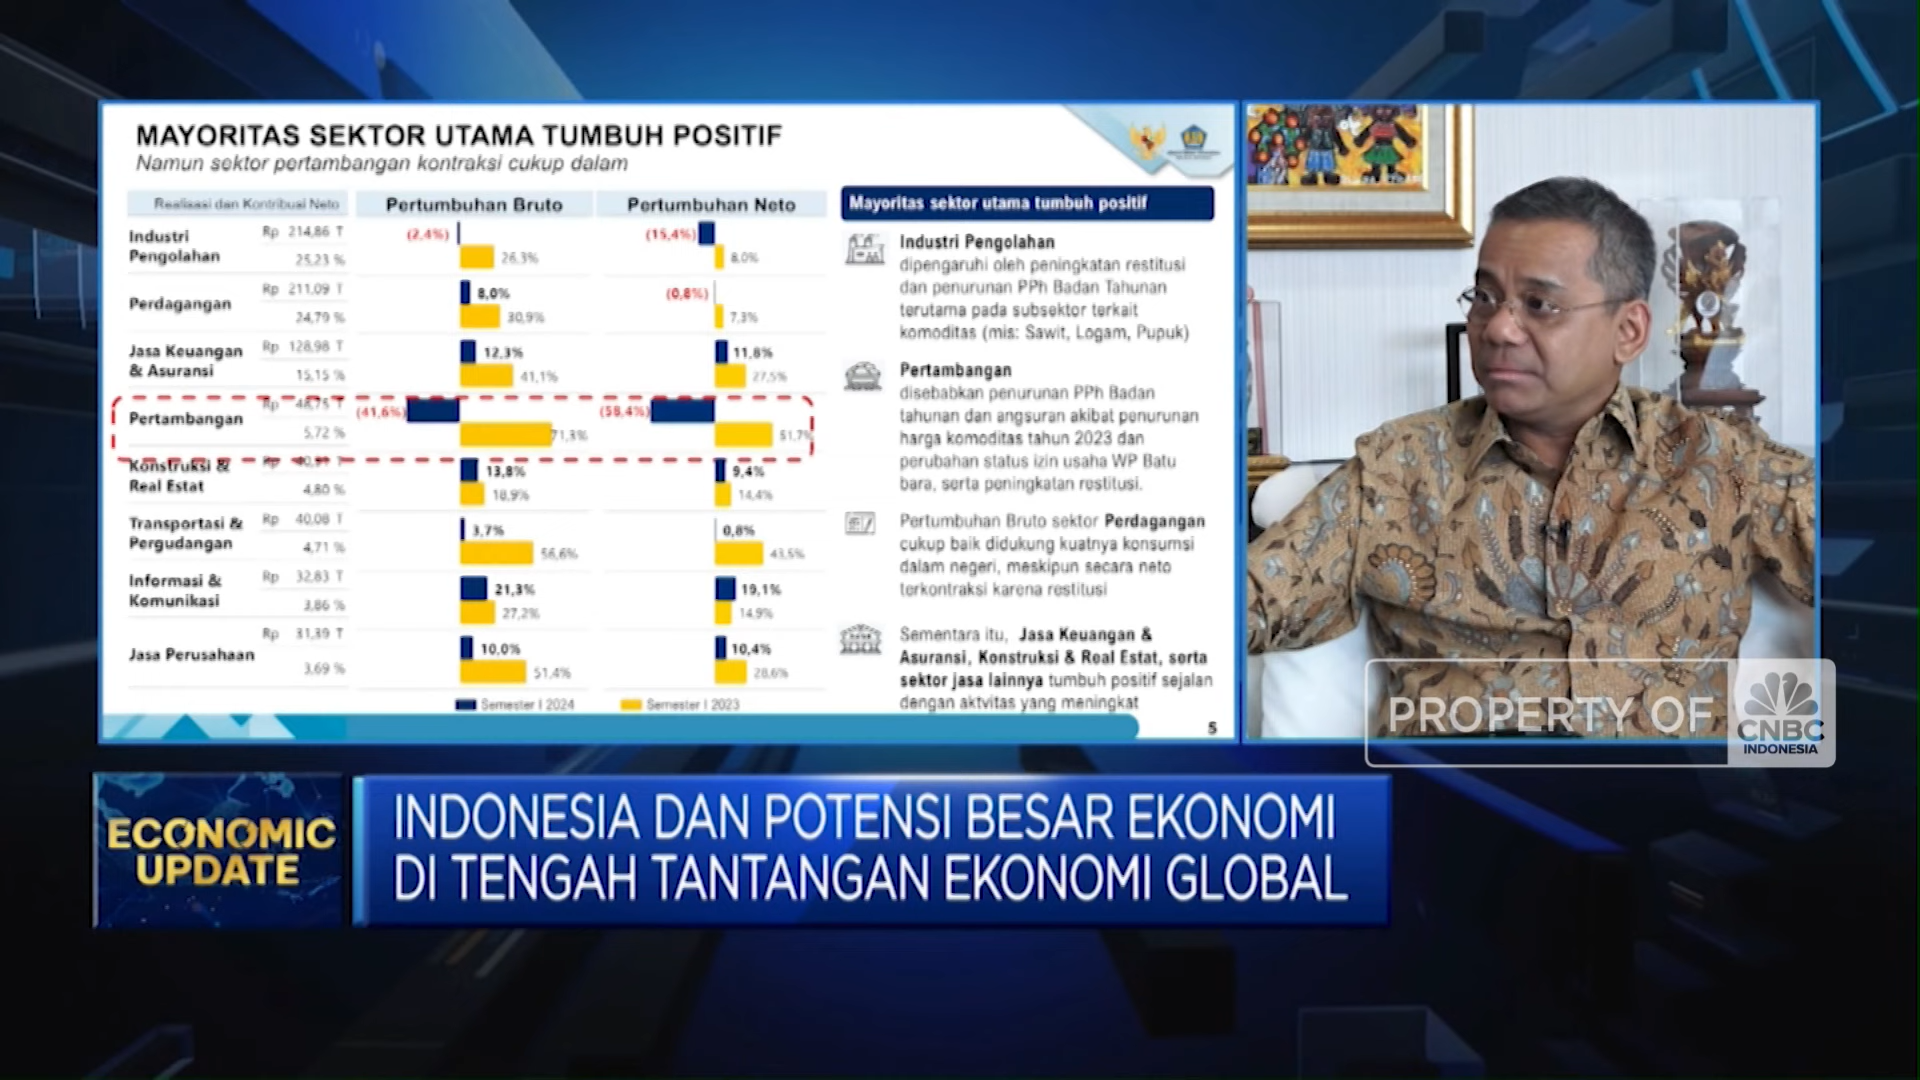 MAYORITAS SEKTOR UTAMA TUMBUH POSITIF
Namun sektor pertambangan kontraksi cukup dalam
Realisasi dan Kontribusi Neto
Pertumbuhan Bruto
Pertumbuhan Neto
Industri
Pengolahan
Rp 214,86 T
25,23 %
(2,4%)
26,3%
(15,4%)
8,0%
Perdagangan
Rp 211,09 T
24,79 %
8,0%
30,9%
(0,8%)
7,3%
Jasa Keuangan
& Asuransi
Rp 128,98 T
15,15 %
12,3%
41,1%
11,8%
27,5%
Pertambangan
Rp 48,75 T
5,72 %
(41,6%)
71,3%
(58,4%)
51,7%
Konstruksi &
Real Estat
Rp
4,80 %
13,8%
18,9%
9,4%
14,4%
Transportasi &
Pergudangan
Rp 40,08 T
4,71 %
3,7%
56,6%
0,8%
43,5%
Informasi &
Komunikasi
Rp 32,83 T
3,86 %
21,3%
27,2%
19,1%
14,9%
Jasa Perusahaan
Rp 31,39 T
3,69 %
10,0%
51,4%
10,4%
28,6%
Semester I 2024
Semester I 2023
Mayoritas sektor utama tumbuh positif
Industri Pengolahan
dipengaruhi oleh peningkatan restitusi
dan penurunan PPh Badan Tahunan
terutama pada subsektor terkait
komoditas (mis: Sawit, Logam, Pupuk)
Pertambangan
disebabkan penurunan PPh Badan
tahunan dan angsuran akibat penurunan
harga komoditas tahun 2023 dan
perubahan status izin usaha WP Batu
bara, serta peningkatan restitusi.
Pertumbuhan Bruto sektor Perdagangan
cukup baik didukung kuatnya konsumsi
dalam negeri, meskipun secara neto
terkontraksi karena restitusi
Sementara itu, Jasa Keuangan &
Asuransi, Konstruksi & Real Estat, serta
sektor jasa lainnya tumbuh positif sejalan
dengan aktvitas yang meningkat
5
PROPERTY OF
CNBC
INDONESIA
ECONOMIC
UPDATE
INDONESIA DAN POTENSI BESAR EKONOMI
DI TENGAH TANTANGAN EKONOMI GLOBAL